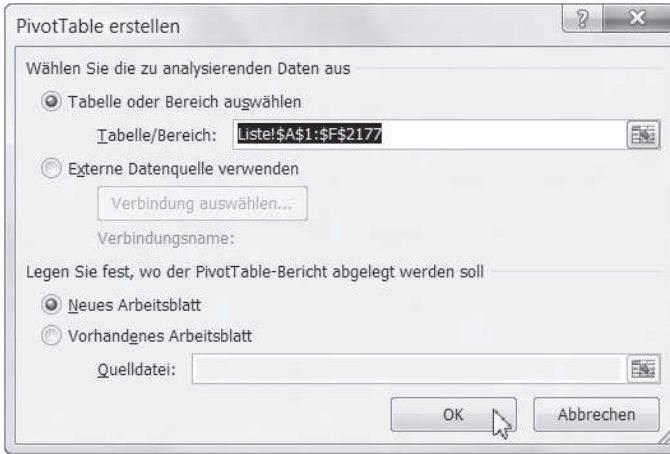 PivotTable erstellen
Wählen Sie die zu analysierenden Daten aus
Tabelle oder Bereich auswählen
Tabelle/Bereich: Liste!$A$1:$F$2177
Externe Datenquelle verwenden
Verbindung auswählen...
Verbindungsname:
Legen Sie fest, wo der PivotTable-Bericht abgelegt werden soll
Neues Arbeitsblatt
Vorhandenes Arbeitsblatt
Quelldatei:
OK Abbrechen